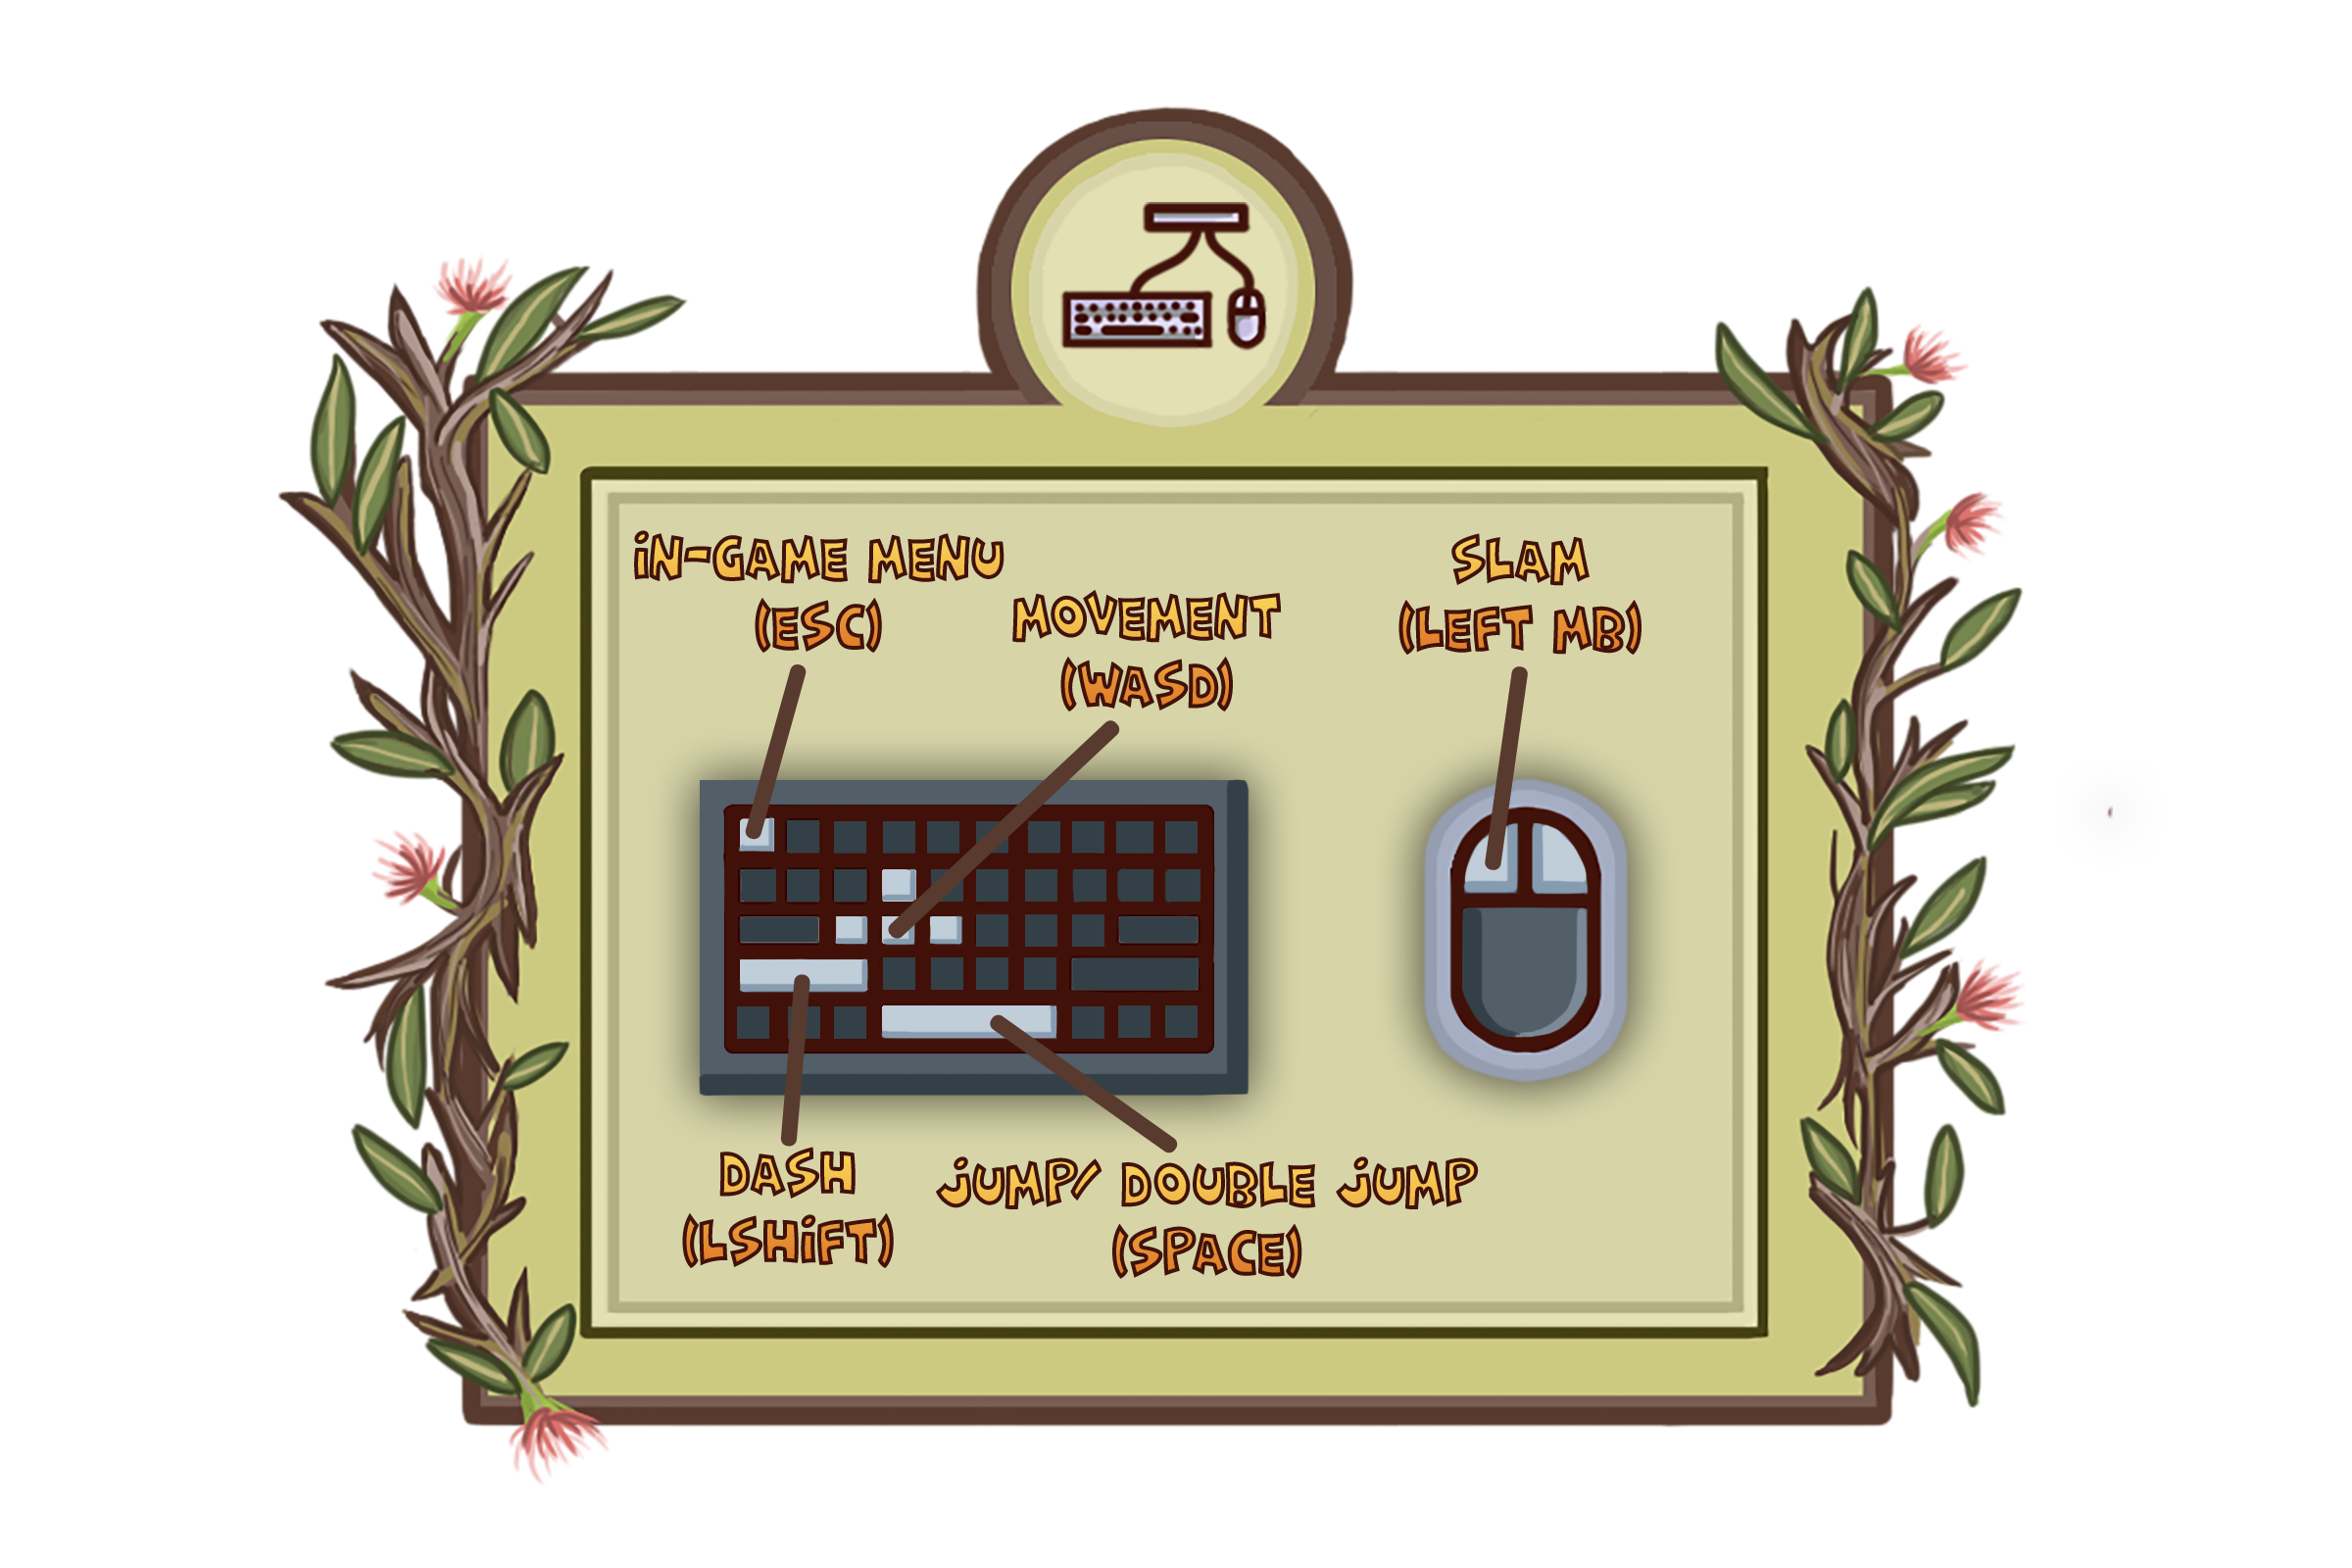 iN-GAME MENU
(ESC)
MOVEMENT
(WASD)
SLAM
(LEFT MB)
DASH
(LSHiFT)
jUMP/ DOUBLE jUMP
(SPACE)